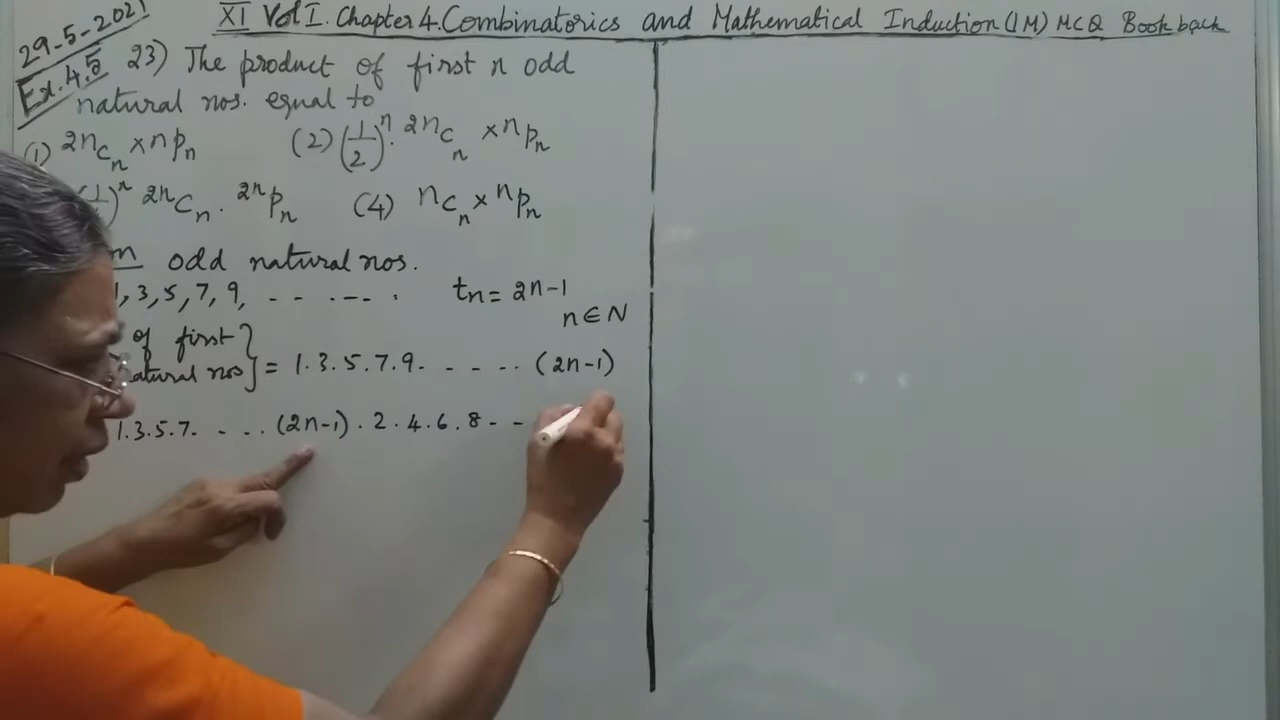 29-5-2021
XI Vol I. Chapter 4. Combinatorics and Mathematical Induction (1M) MCQ Book back
Ex. 4.5
23) The product of first n odd
natural nos. equal to
(1) 2nCn × nPn (2) (1/2)^n . 2nCn × nPn
)^n 2nCn . 2nPn (4) nCn × nPn
odd natural nos.
1, 3, 5, 7, 9, - - - - - . tn = 2n-1
n ∈ N
of first }
natural nos } = 1.3.5.7.9. - - - .. (2n-1)
1.3.5.7. - - .. (2n-1) . 2 . 4 . 6 . 8 - -